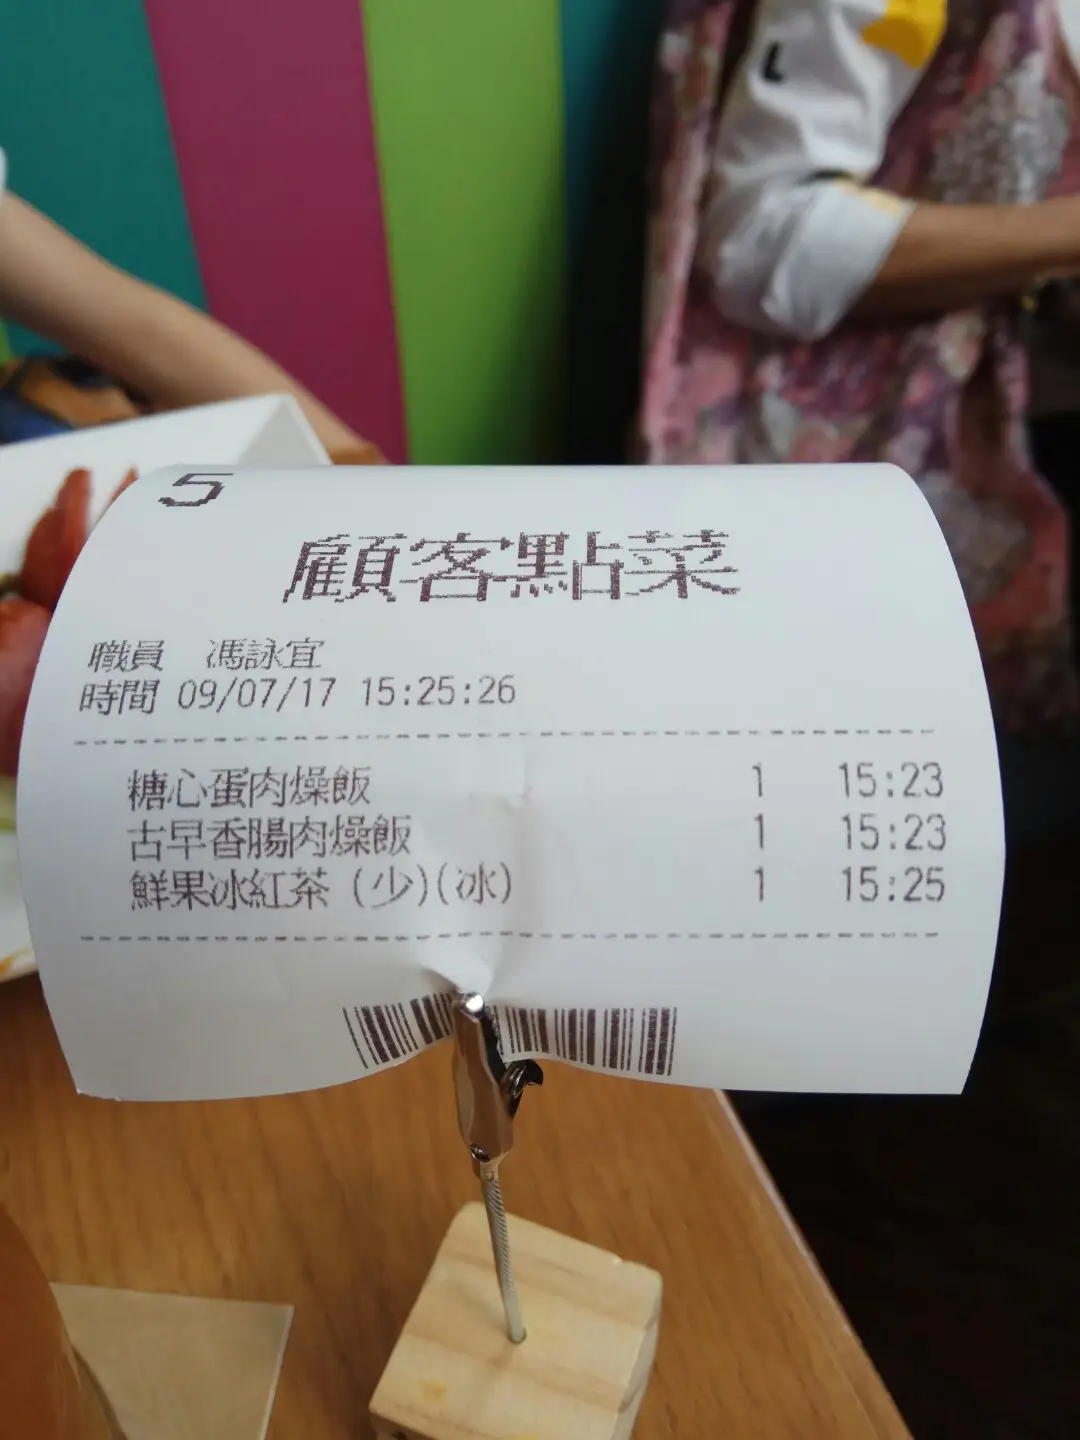 5
顧客點菜
職員 馮詠宜
時間 09/07/17 15:25:26
糖心蛋肉燥飯 1 15:23
古早香腸肉燥飯 1 15:23
鮮果冰紅茶 (少)(冰) 1 15:25
L